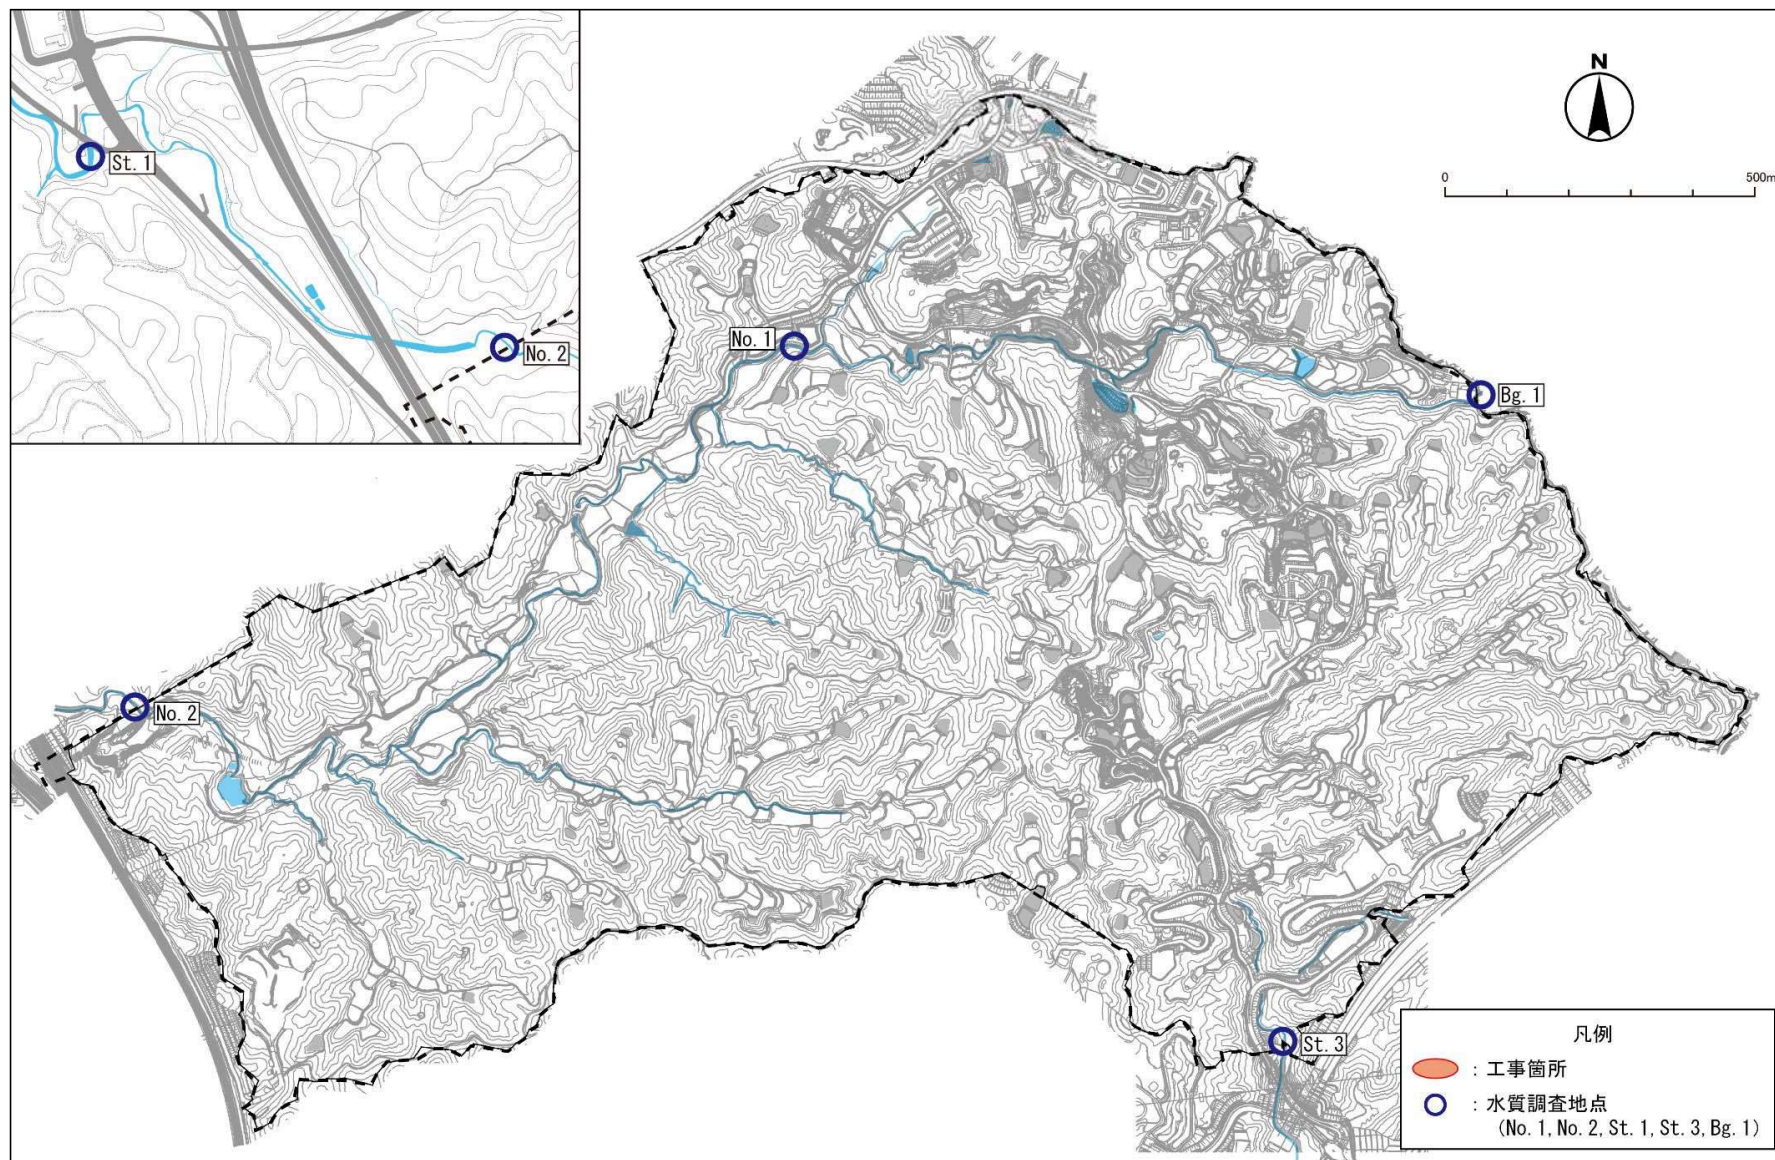 St. 1
No. 2
N
0 500m
No. 1
Bg. 1
No. 2
St. 3
凡例
：工事箇所
：水質調査地点
(No. 1, No. 2, St. 1, St. 3, Bg. 1)